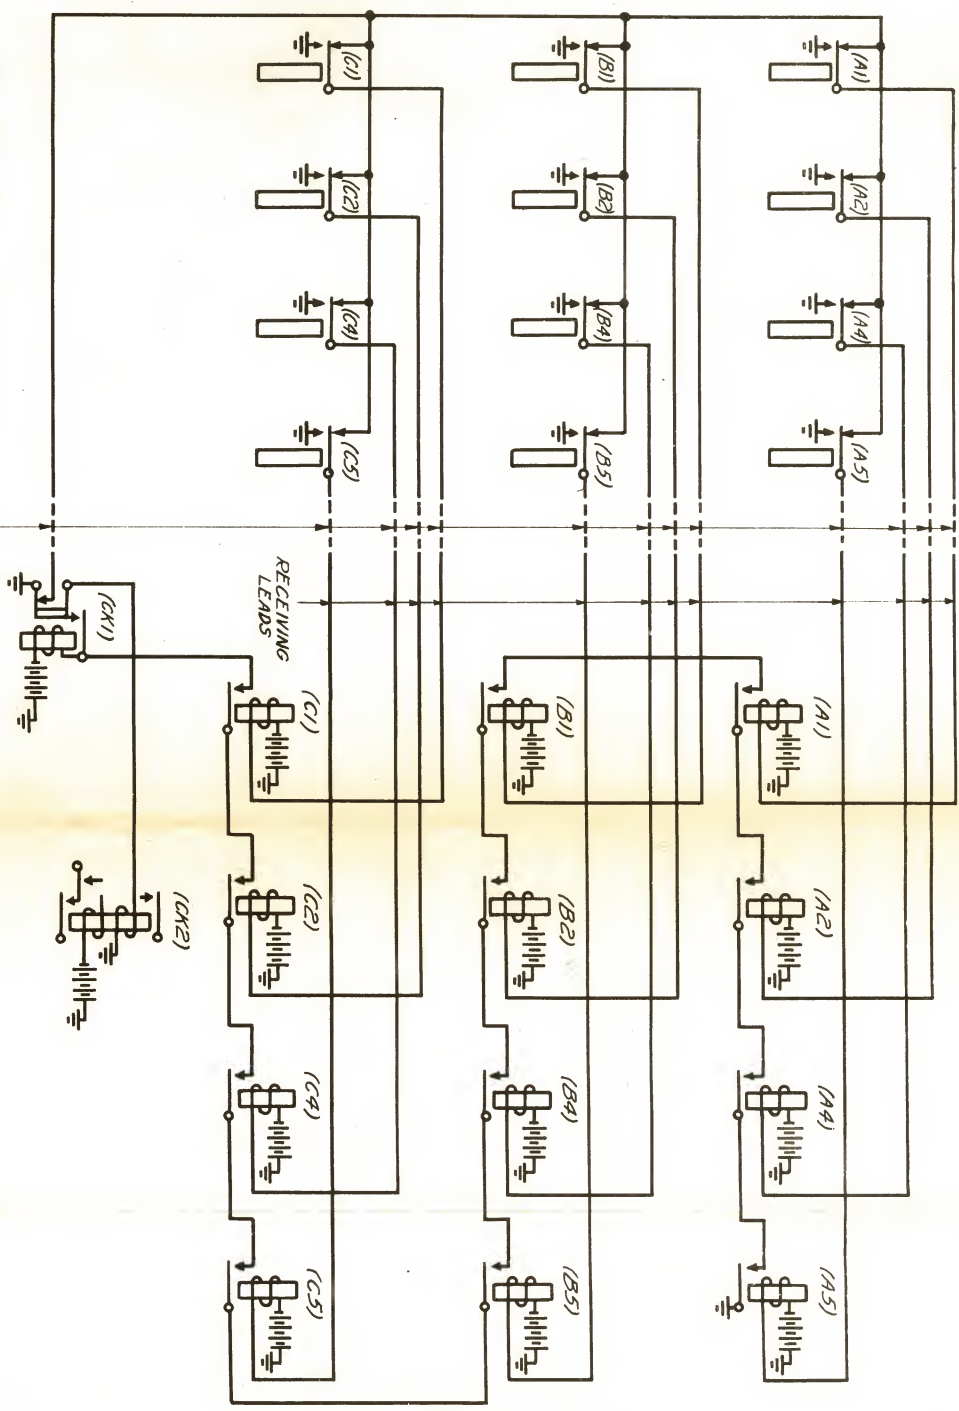 (C1)
(B1)
(A1)
(C2)
(B2)
(A2)
(C4)
(B4)
(A4)
(C5)
(B5)
(A5)
RECEIVING
LEADS
(CK1)
(C1)
(B1)
(A1)
(CK2)
(C2)
(B2)
(A2)
(C4)
(B4)
(A4)
(C5)
(B5)
(A5)